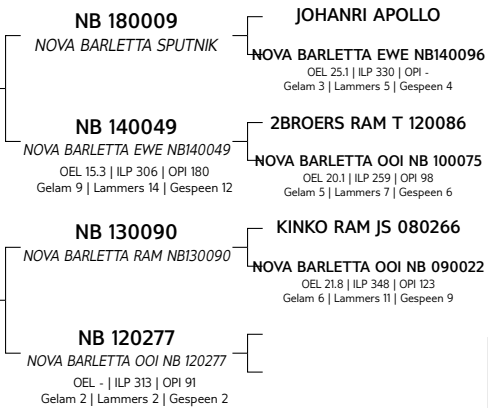 NB 180009
NOVA BARLETTA SPUTNIK
JOHANRI APOLLO
NOVA BARLETTA EWE NB140096
OEL 25.1 | ILP 330 | OPI -
Gelam 3 | Lammers 5 | Gespeen 4
NB 140049
NOVA BARLETTA EWE NB140049
OEL 15.3 | ILP 306 | OPI 180
Gelam 9 | Lammers 14 | Gespeen 12
2BROERS RAM T 120086
NOVA BARLETTA OOI NB 100075
OEL 20.1 | ILP 259 | OPI 98
Gelam 5 | Lammers 7 | Gespeen 6
NB 130090
NOVA BARLETTA RAM NB130090
KINKO RAM JS 080266
NOVA BARLETTA OOI NB 090022
OEL 21.8 | ILP 348 | OPI 123
Gelam 6 | Lammers 11 | Gespeen 9
NB 120277
NOVA BARLETTA OOI NB 120277
OEL - | ILP 313 | OPI 91
Gelam 2 | Lammers 2 | Gespeen 2